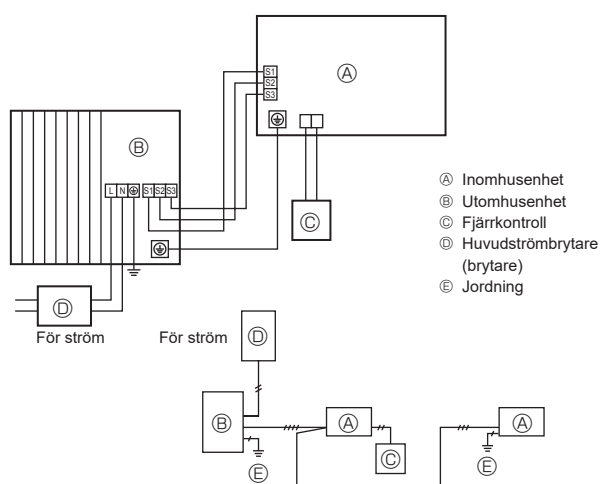 S1
S2
S3
Ⓐ
Ⓑ
L N S1 S2 S3
Ⓒ
Ⓐ Inomhusenhet
Ⓑ Utomhusenhet
Ⓒ Fjärrkontroll
Ⓓ Huvudströmbrytare
(brytare)
Ⓔ Jordning
Ⓓ
För ström
För ström
Ⓓ
Ⓑ
Ⓐ
Ⓐ
Ⓒ
Ⓔ
Ⓔ